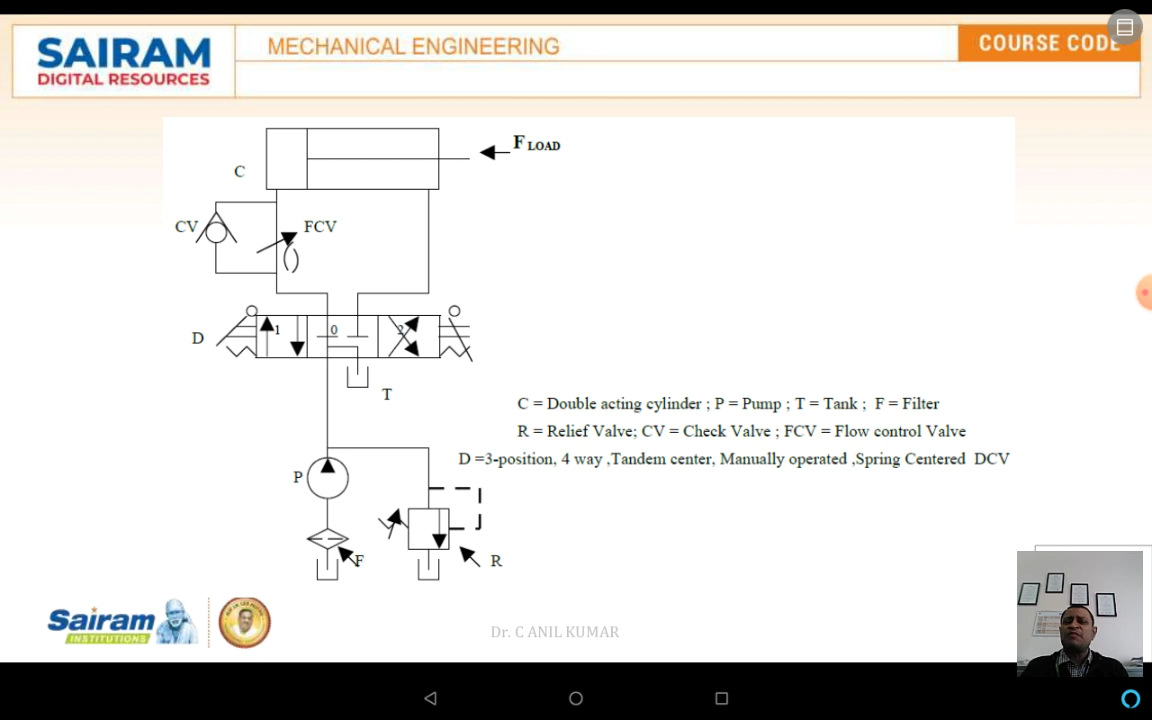 SAIRAM
DIGITAL RESOURCES
MECHANICAL ENGINEERING
COURSE CODE
F LOAD
C
CV
FCV
D
1
0
2
T
C = Double acting cylinder ; P = Pump ; T = Tank ; F = Filter
R = Relief Valve; CV = Check Valve ; FCV = Flow control Valve
D =3-position, 4 way ,Tandem center, Manually operated ,Spring Centered DCV
P
F
R
Sairam
INSTITUTIONS
Dr. C ANIL KUMAR